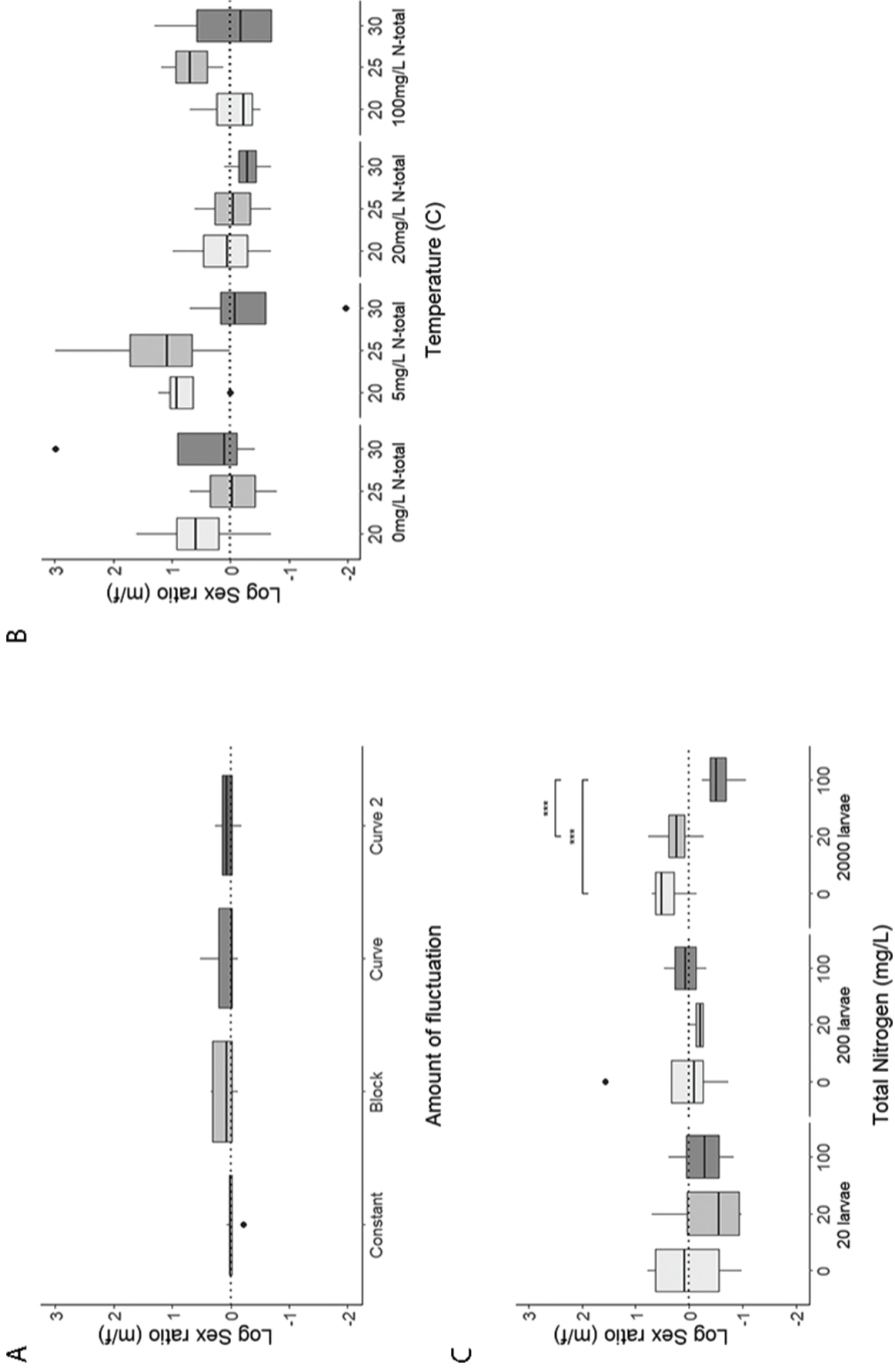 A
Log Sex ratio (m/f)
3
2
1
0
-1
-2
Constant Block Curve Curve 2
Amount of fluctuation
B
Log Sex ratio (m/f)
3
2
1
0
-1
-2
20 25 30 20 25 30 20 25 30 20 25 30
0mg/L N-total 5mg/L N-total 20mg/L N-total 100mg/L N-total
Temperature (C)
C
Log Sex ratio (m/f)
3
2
1
0
-1
-2
***
***
0 20 100 0 20 100 0 20 100
20 larvae 200 larvae 2000 larvae
Total Nitrogen (mg/L)